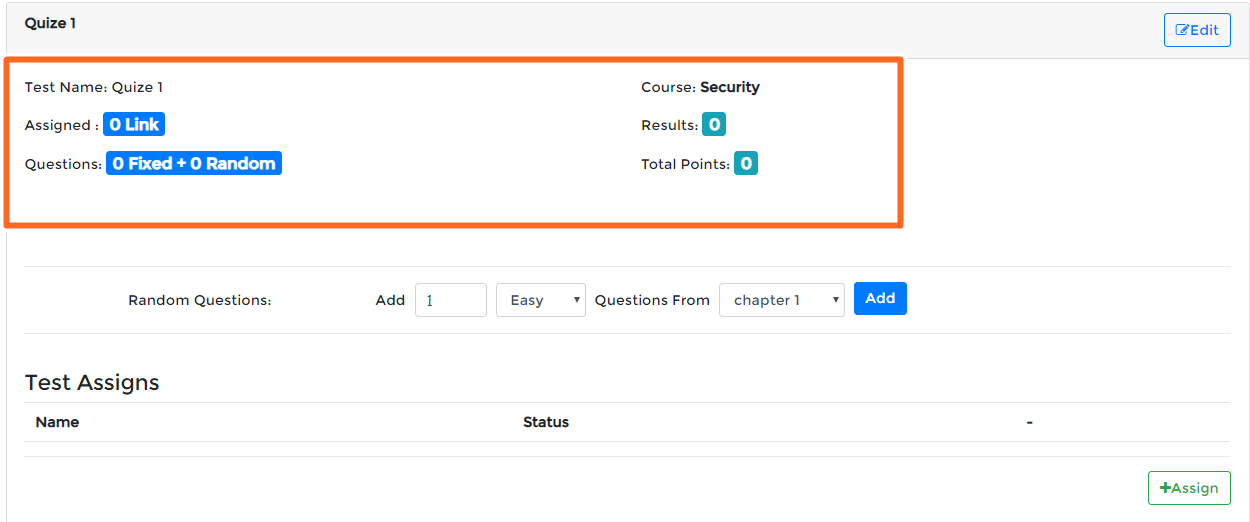 Quize 1
Edit
Test Name: Quize 1 Course: Security
Assigned : 0 Link Results: 0
Questions: 0 Fixed + 0 Random Total Points: 0
Random Questions: Add 1 Easy Questions From chapter 1 Add
Test Assigns
Name Status -
+Assign